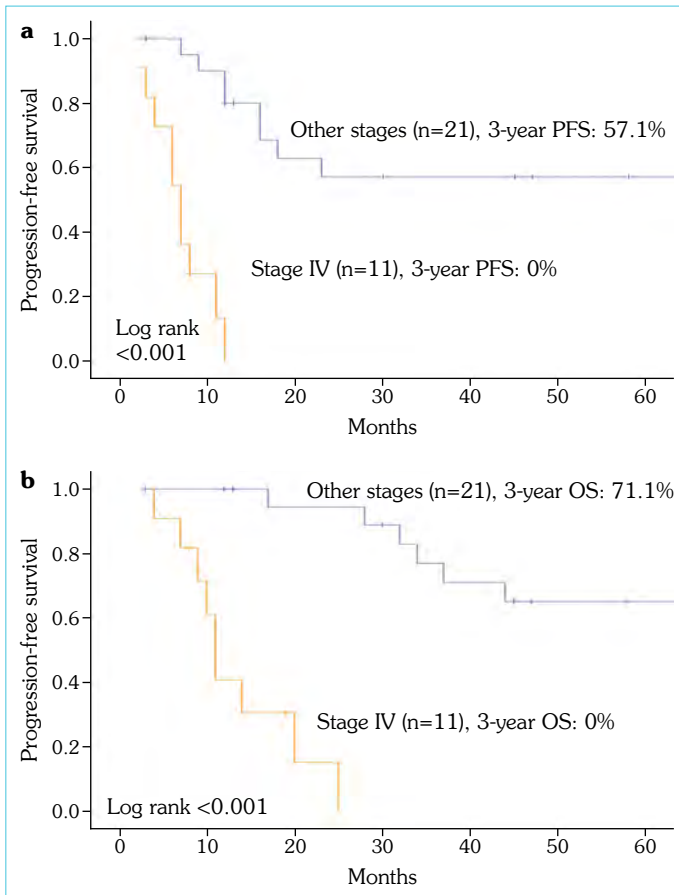 a
1.0
0.8
0.6
0.4
0.2
0.0
Progression-free survival
Other stages (n=21), 3-year PFS: 57.1%
Stage IV (n=11), 3-year PFS: 0%
Log rank
<0.001
0 10 20 30 40 50 60
Months
b
1.0
0.8
0.6
0.4
0.2
0.0
Progression-free survival
Other stages (n=21), 3-year OS: 71.1%
Stage IV (n=11), 3-year OS: 0%
Log rank <0.001
0 10 20 30 40 50 60
Months